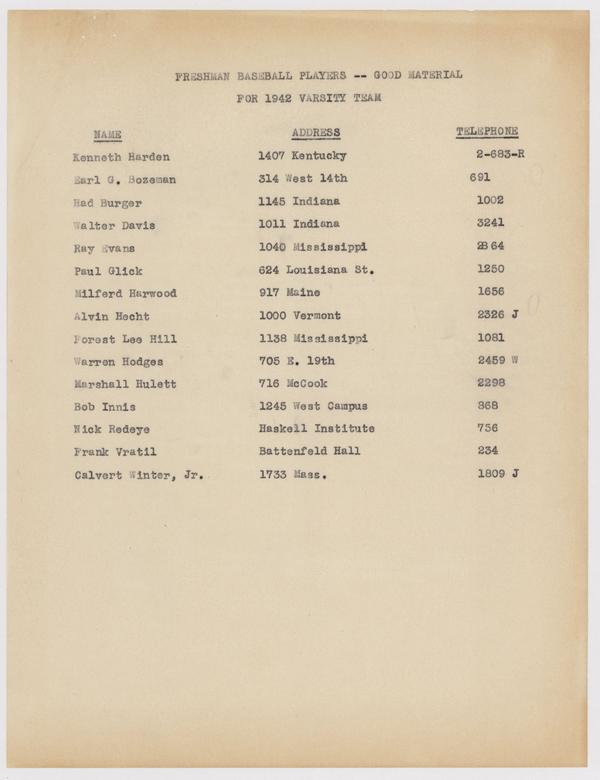 FRESHMAN BASEBALL PLAYERS -- GOOD MATERIAL
FOR 1942 VARSITY TEAM
NAME ADDRESS TELEPHONE
Kenneth Harden 1407 Kentucky 2-683-R
Earl G. Bozeman 314 West 14th 691
Had Burger 1145 Indiana 1002
Walter Davis 1011 Indiana 3241
Ray Evans 1040 Mississippi 2864
Paul Glick 624 Louisiana St. 1250
Milferd Harwood 917 Maine 1656
Alvin Hecht 1000 Vermont 2326 J
Forest Lee Hill 1138 Mississippi 1081
Warren Hodges 705 E. 19th 2459 W
Marshall Hulett 716 McCook 2298
Bob Innis 1245 West Campus 868
Nick Redeye Haskell Institute 736
Frank Vratil Battenfeld Hall 234
Calvert Winter, Jr. 1733 Mass. 1809 J